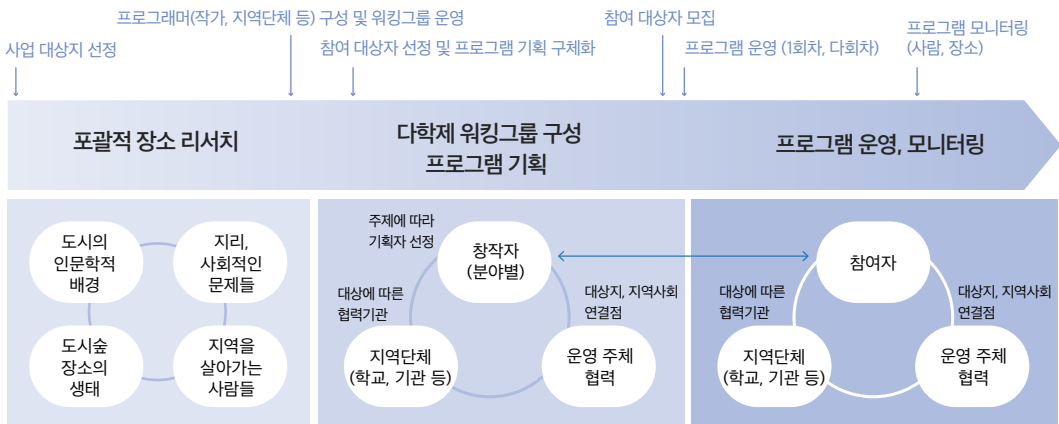 프로그래머(작가, 지역단체 등) 구성 및 워킹그룹 운영
참여 대상자 모집
프로그램 모니터링
(사람, 장소)
사업 대상지 선정
참여 대상자 선정 및 프로그램 기획 구체화
프로그램 운영 (1회차, 다회차)
포괄적 장소 리서치
다학제 워킹그룹 구성
프로그램 기획
프로그램 운영, 모니터링
도시의
인문학적
배경
지리,
사회적인
문제들
도시숲
장소의
생태
지역을
살아가는
사람들
주제에 따라
기획자 선정
창작자
(분야별)
대상에 따른
협력기관
대상지, 지역사회
연결점
지역단체
(학교, 기관 등)
운영 주체
협력
참여자
대상에 따른
협력기관
대상지, 지역사회
연결점
지역단체
(학교, 기관 등)
운영 주체
협력